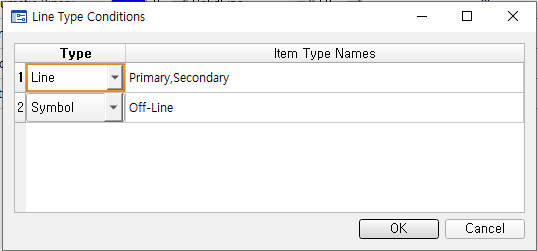 Line Type Conditions
Type Item Type Names
1 Line Primary,Secondary
2 Symbol Off-Line
OK Cancel